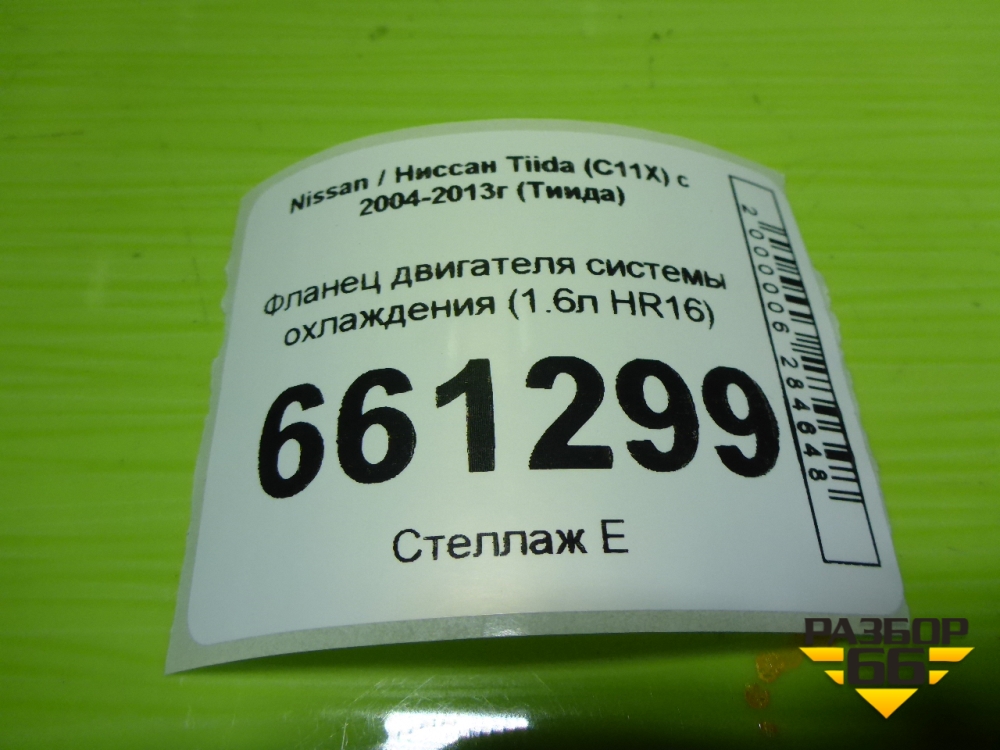 Nissan / Ниссан Tiida (C11X) с
2004-2013г (Тиида)
Фланец двигателя системы
охлаждения (1.6л HR16)
661299
Стеллаж Е
2000006284648
РАЗБОР
66